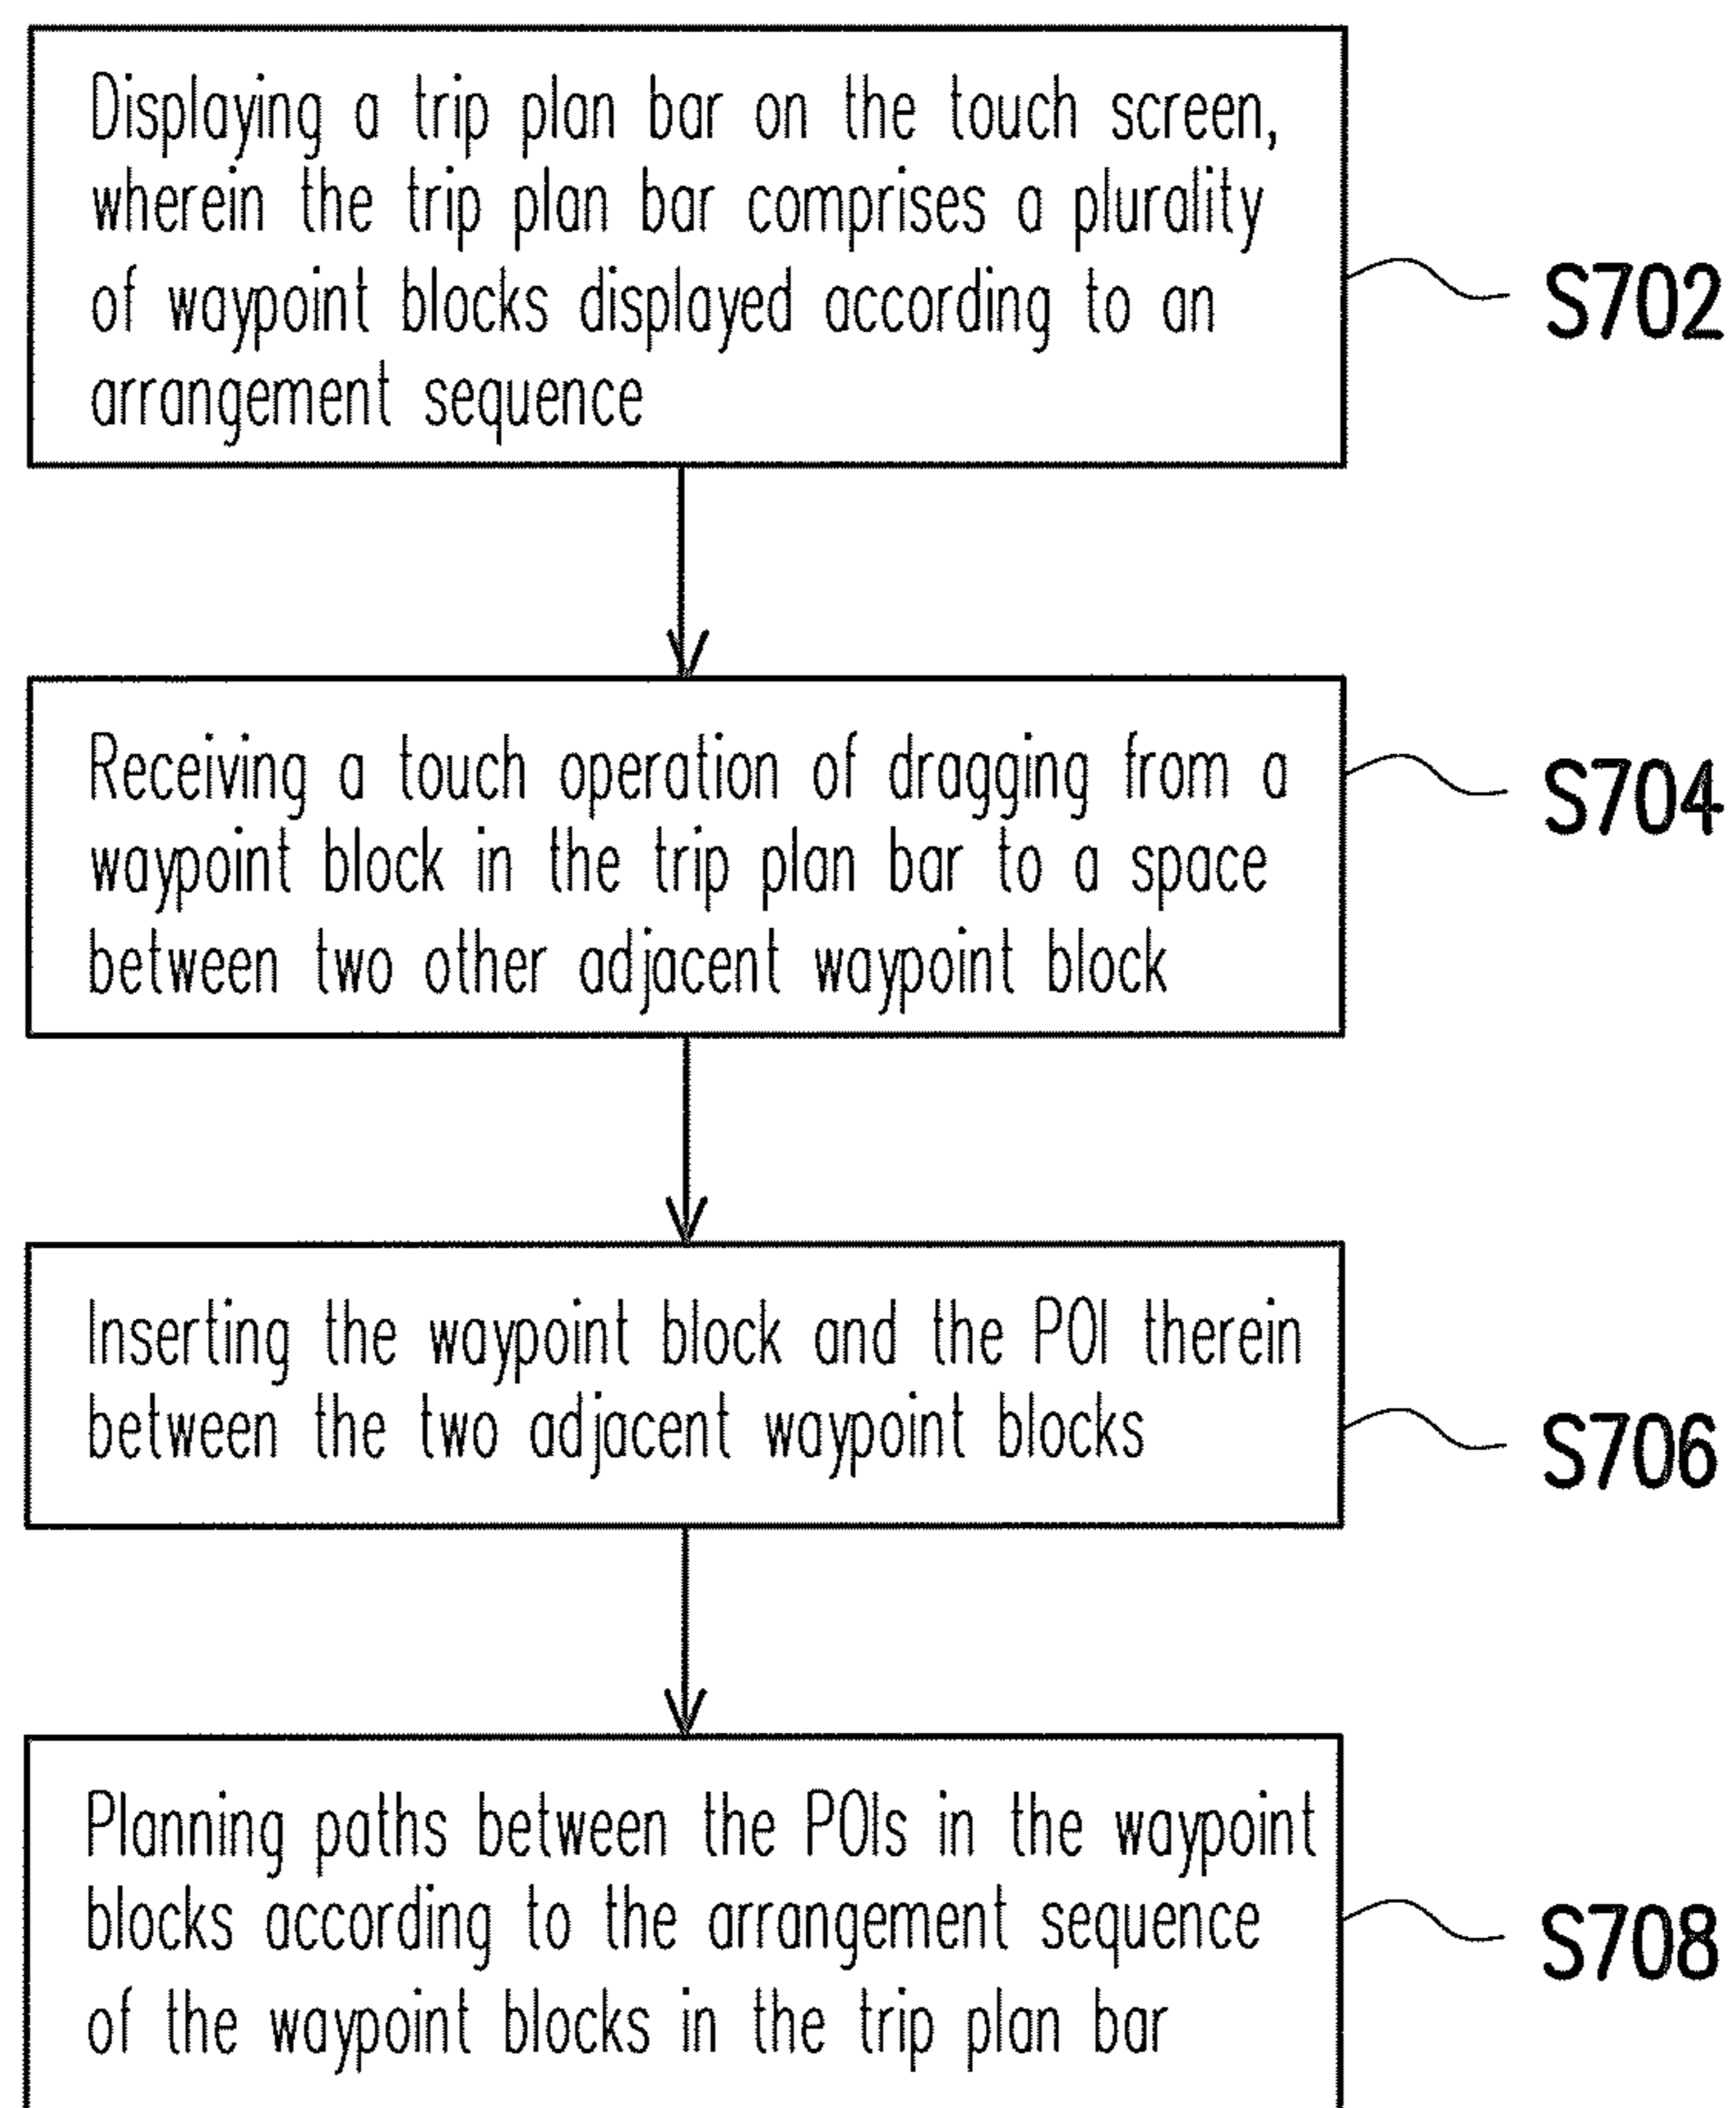 Displaying a trip plan bar on the touch screen,
wherein the trip plan bar comprises a plurality
of waypoint blocks displayed according to an
arrangement sequence
S702
Receiving a touch operation of dragging from a
waypoint block in the trip plan bar to a space
between two other adjacent waypoint block
S704
Inserting the waypoint block and the POI therein
between the two adjacent waypoint blocks
S706
Planning paths between the POIs in the waypoint
blocks according to the arrangement sequence
of the waypoint blocks in the trip plan bar
S708